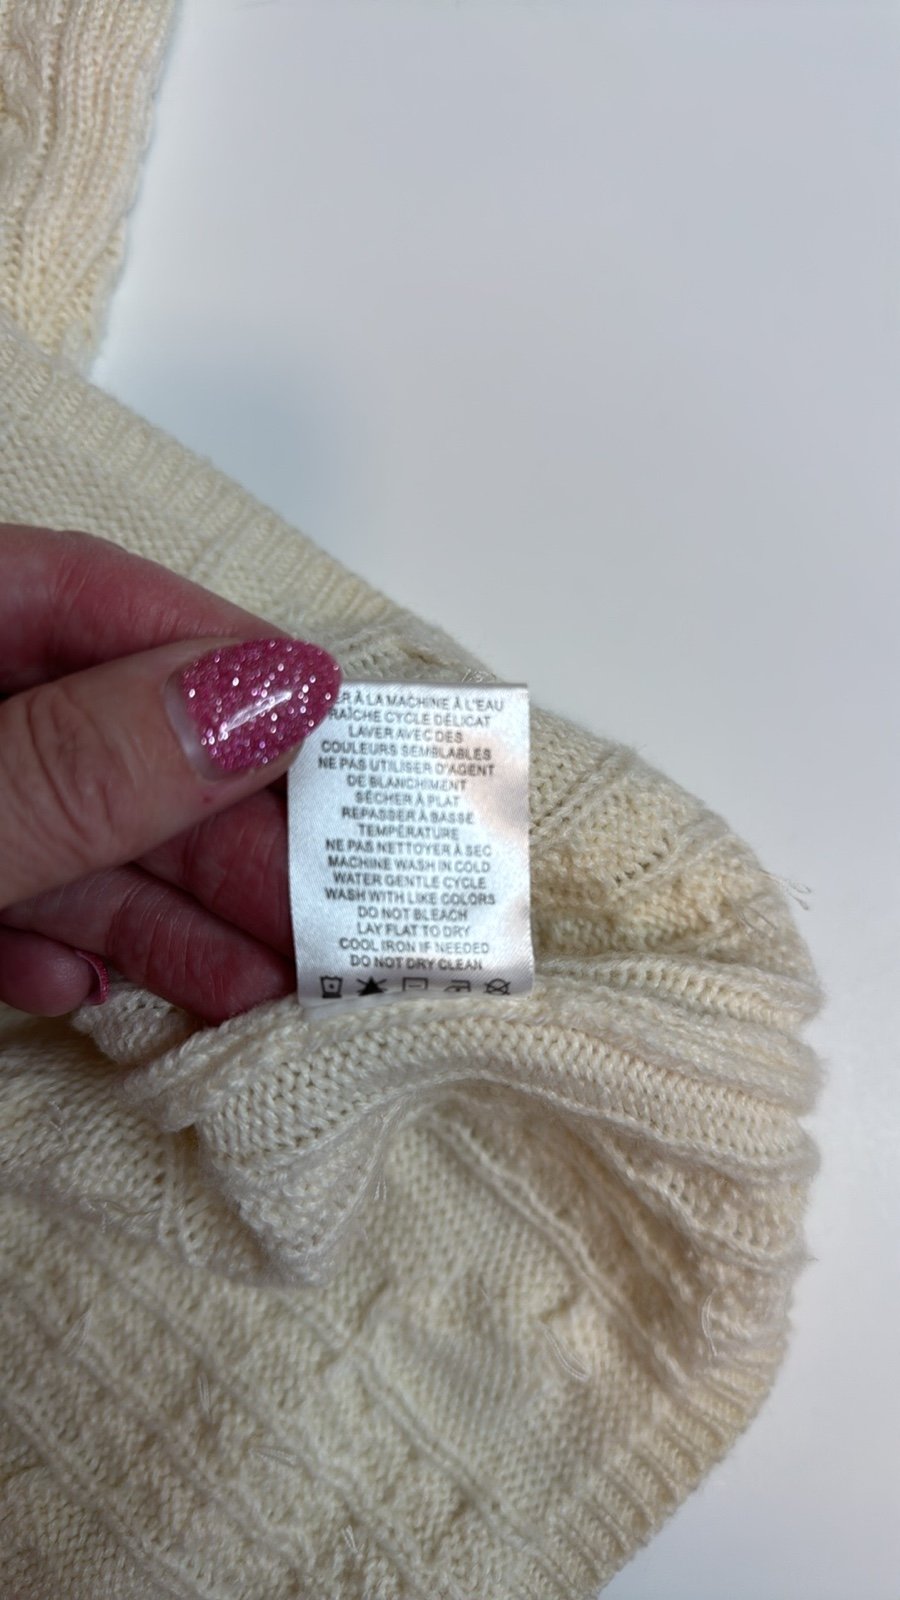 ER À LA MACHINE À L'EAU
RAÎCHE CYCLE DÉLICAT
LAVER AVEC DES
COULEURS SEMBLABLES
NE PAS UTILISER D'AGENT
DE BLANCHIMENT
SÉCHER À PLAT
REPASSER À BASSE
TEMPÉRATURE
NE PAS NETTOYER À SEC
MACHINE WASH IN COLD
WATER GENTLE CYCLE
WASH WITH LIKE COLORS
DO NOT BLEACH
LAY FLAT TO DRY
COOL IRON IF NEEDED
DO NOT DRY CLEAN